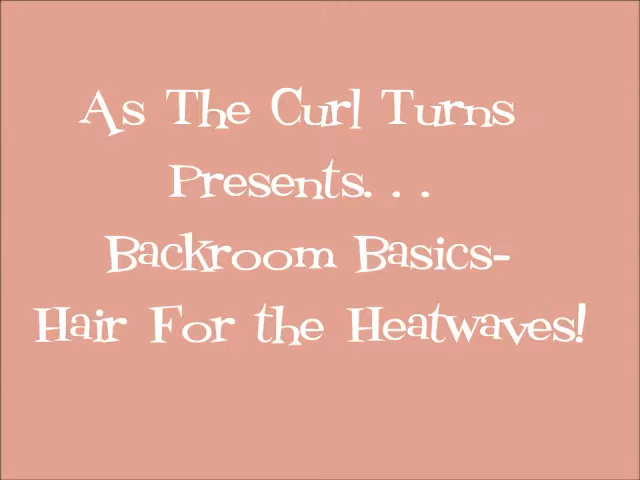 As The Curl Turns
Presents. . .
Backroom Basics-
Hair For the Heatwaves!